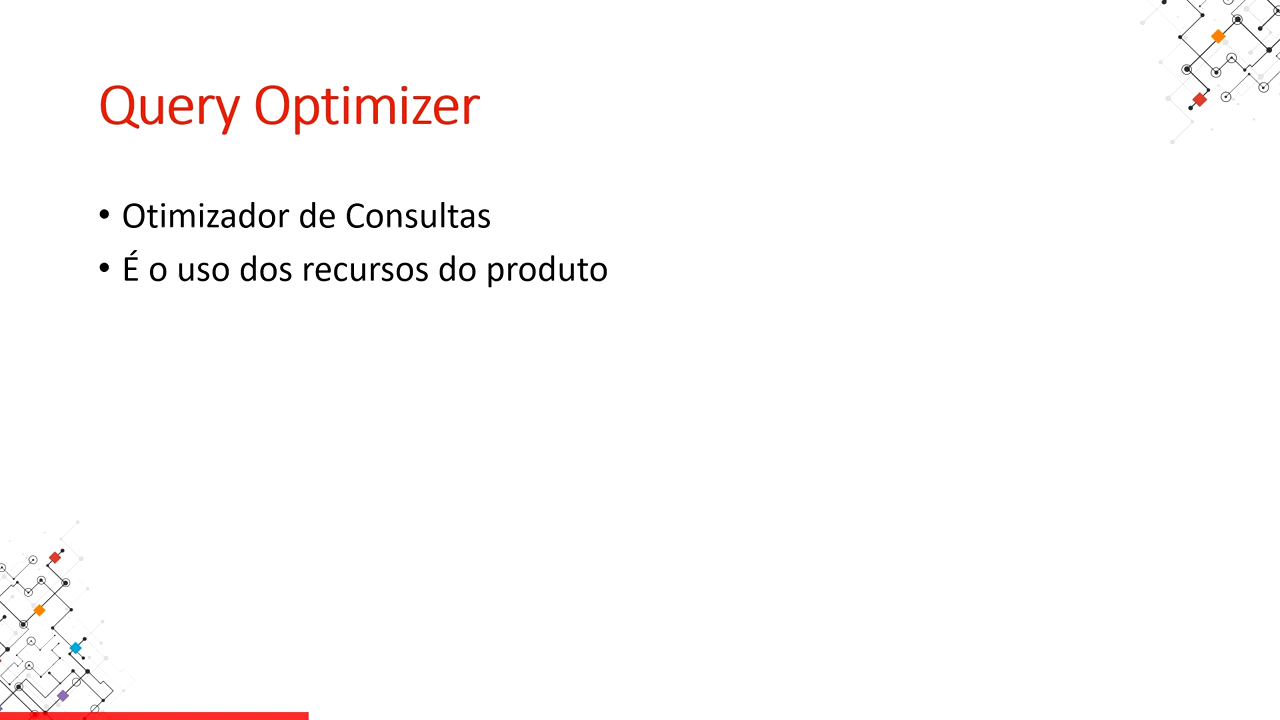 Query Optimizer
• Otimizador de Consultas
• É o uso dos recursos do produto